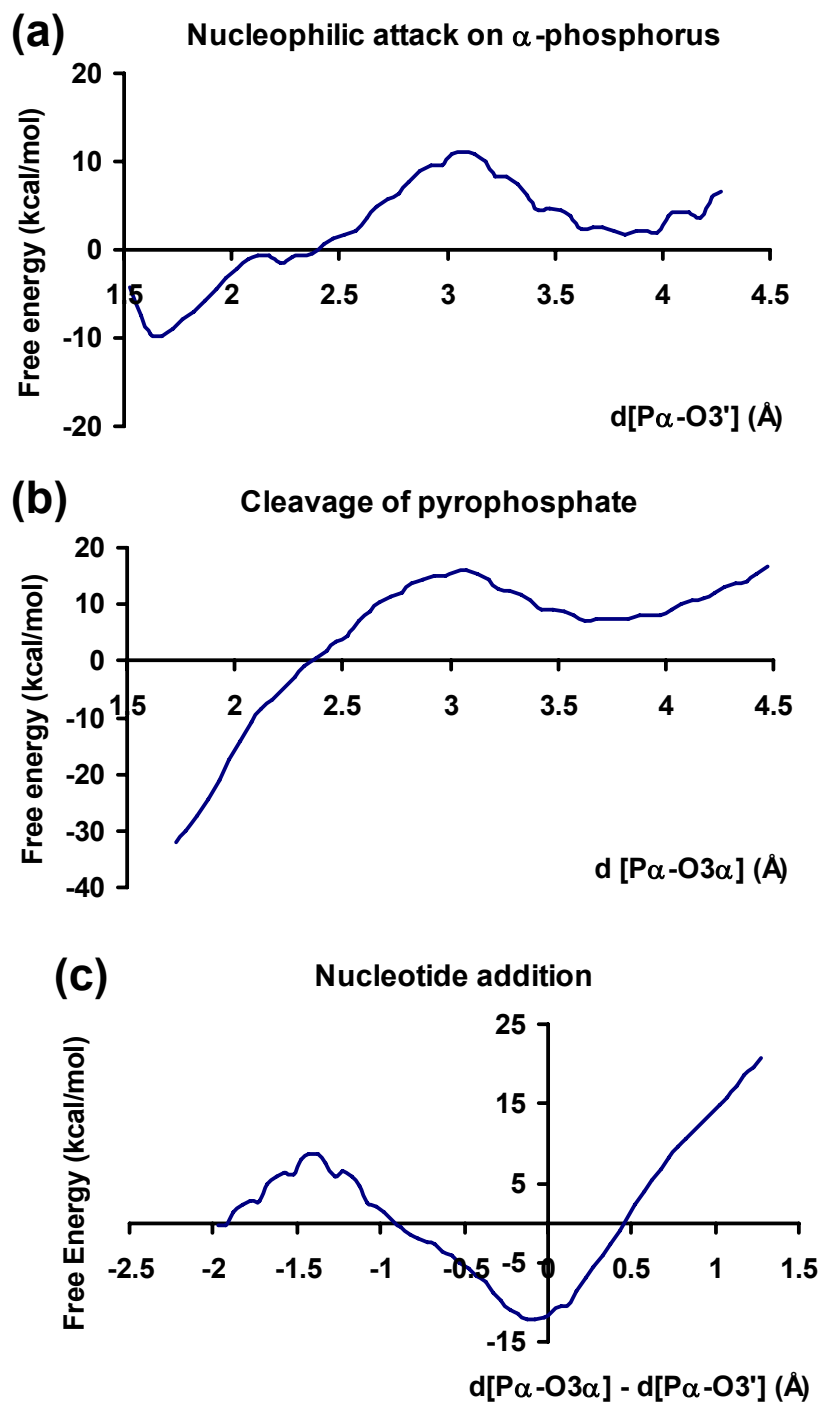 (a)
Nucleophilic attack on α-phosphorus
Free energy (kcal/mol)
20
10
0
-10
-20
1.5 2 2.5 3 3.5 4 4.5
d[Pα-O3'] (Å)
(b)
Cleavage of pyrophosphate
Free energy (kcal/mol)
20
10
0
-10
-20
-30
-40
1.5 2 2.5 3 3.5 4 4.5
d [Pα-O3α] (Å)
(c)
Nucleotide addition
Free Energy (kcal/mol)
25
15
5
-5
-15
-2.5 -2 -1.5 -1 -0.5 0 0.5 1 1.5
d[Pα-O3α] - d[Pα-O3'] (Å)